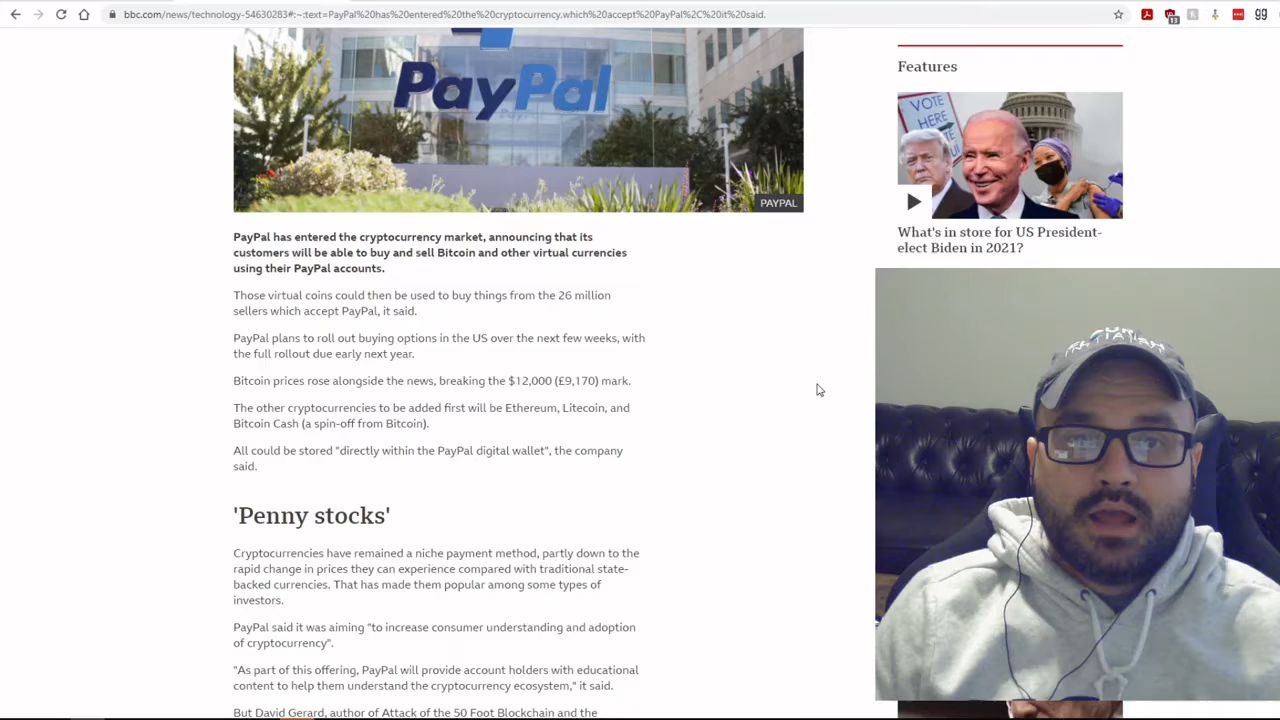 bbc.com/news/technology-54630283#:~:text=PayPal%20has%20entered%20the%20cryptocurrency,which%20accept%20PayPal%2C%20it%20said.
13
PayPal
PAYPAL
PayPal has entered the cryptocurrency market, announcing that its
customers will be able to buy and sell Bitcoin and other virtual currencies
using their PayPal accounts.
Those virtual coins could then be used to buy things from the 26 million
sellers which accept PayPal, it said.
PayPal plans to roll out buying options in the US over the next few weeks, with
the full rollout due early next year.
Bitcoin prices rose alongside the news, breaking the $12,000 (£9,170) mark.
The other cryptocurrencies to be added first will be Ethereum, Litecoin, and
Bitcoin Cash (a spin-off from Bitcoin).
All could be stored "directly within the PayPal digital wallet", the company
said.
'Penny stocks'
Cryptocurrencies have remained a niche payment method, partly down to the
rapid change in prices they can experience compared with traditional state-
backed currencies. That has made them popular among some types of
investors.
PayPal said it was aiming "to increase consumer understanding and adoption
of cryptocurrency".
"As part of this offering, PayPal will provide account holders with educational
content to help them understand the cryptocurrency ecosystem," it said.
But David Gerard, author of Attack of the 50 Foot Blockchain and the
Features
VOTE
HERE
What's in store for US President-
elect Biden in 2021?